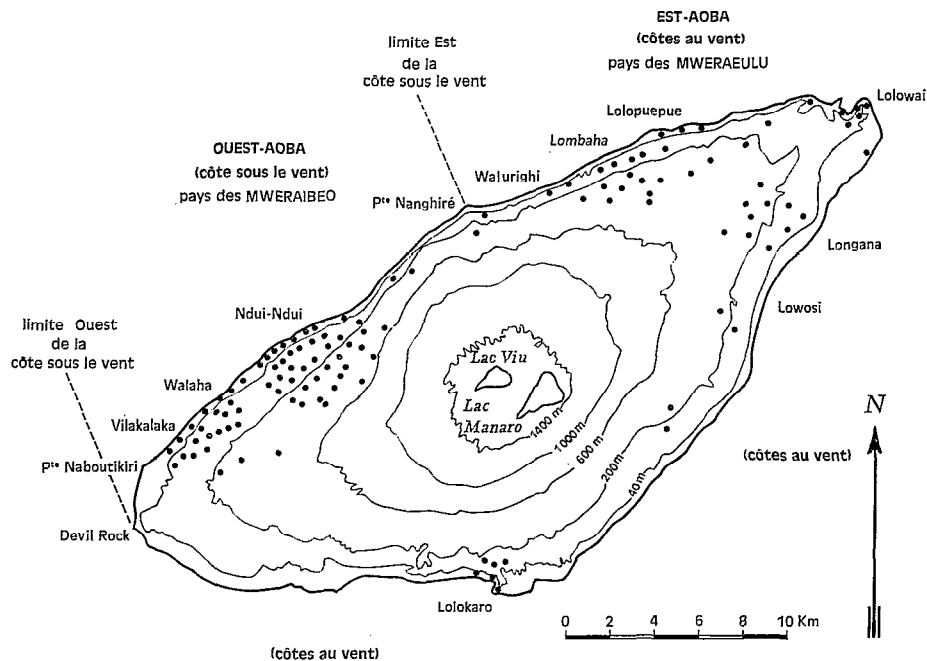 EST-AOBA
(côtes au vent)
pays des MWERAEULU
limite Est
de la
côte sous le vent
Lolowai
Lolopuepue
Lombaha
OUEST-AOBA
(côte sous le vent)
pays des MWERAIBEO
Walurighi
Pte Nanghiré
Longana
Ndui-Ndui
Lowosi
limite Ouest
de la
côte sous le vent
Lac Viu
Walaha
Lac
Manaro
N
1400 m
1000 m
600 m
200 m
40 m
Vilakalaka
(côtes au vent)
Pte Naboutikiri
Devil Rock
Lolokaro
0 2 4 6 8 10 Km
(côtes au vent)